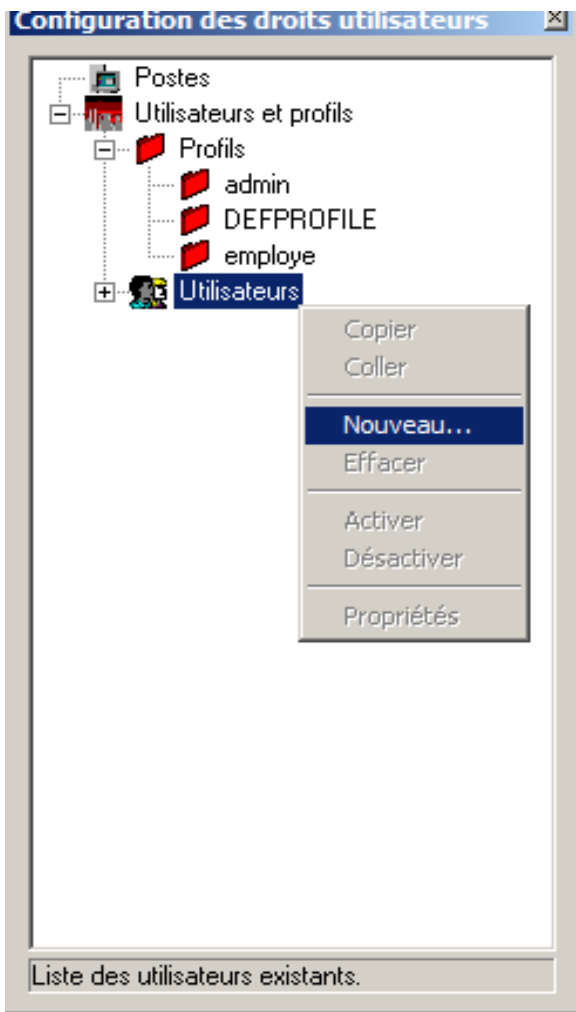 Configuration des droits utilisateurs
Postes
Utilisateurs et profils
Profils
admin
DEFPROFILE
employe
Utilisateurs
Copier
Coller
Nouveau...
Effacer
Activer
Désactiver
Propriétés
Liste des utilisateurs existants.